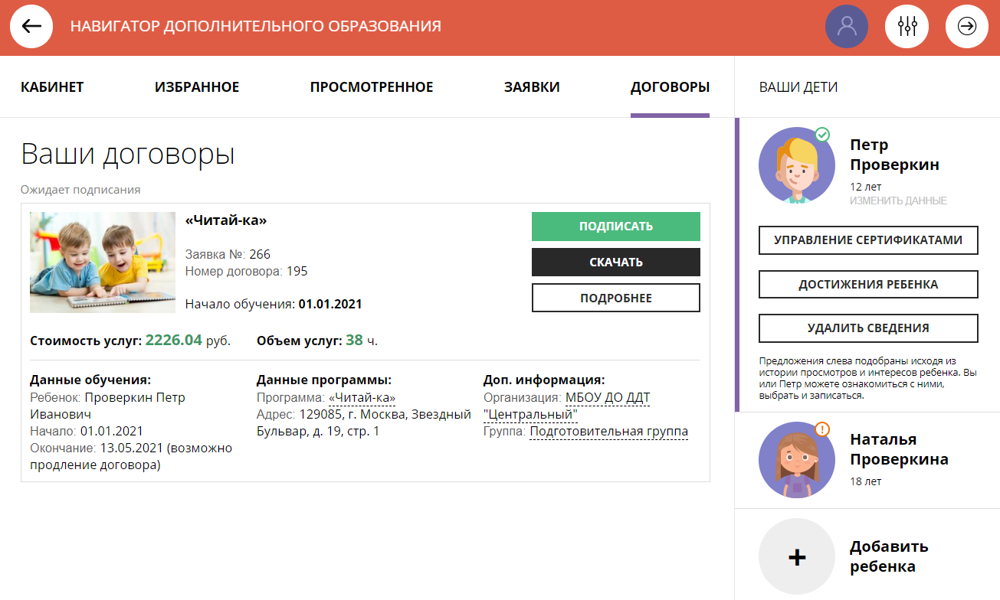 НАВИГАТОР ДОПОЛНИТЕЛЬНОГО ОБРАЗОВАНИЯ
КАБИНЕТ
ИЗБРАННОЕ
ПРОСМОТРЕННОЕ
ЗАЯВКИ
ДОГОВОРЫ
ВАШИ ДЕТИ
Ваши договоры
Ожидает подписания
«Читай-ка»
Заявка №: 266
Номер договора: 195
Начало обучения: 01.01.2021
ПОДПИСАТЬ
СКАЧАТЬ
ПОДРОБНЕЕ
Стоимость услуг: 2226.04 руб.
Объем услуг: 38 ч.
Данные обучения:
Ребенок: Проверкин Петр
Иванович
Начало: 01.01.2021
Окончание: 13.05.2021 (возможно
продление договора)
Данные программы:
Программа: «Читай-ка»
Адрес: 129085, г. Москва, Звездный
Бульвар, д. 19, стр. 1
Доп. информация:
Организация: МБОУ ДО ДДТ
"Центральный"
Группа: Подготовительная группа
Петр
Проверкин
12 лет
ИЗМЕНИТЬ ДАННЫЕ
УПРАВЛЕНИЕ СЕРТИФИКАТАМИ
ДОСТИЖЕНИЯ РЕБЕНКА
УДАЛИТЬ СВЕДЕНИЯ
Предложения слева подобраны исходя из
истории просмотров и интересов ребенка. Вы
или Петр можете ознакомиться с ними,
выбрать и записаться.
Наталья
Проверкина
18 лет
Добавить
ребенка